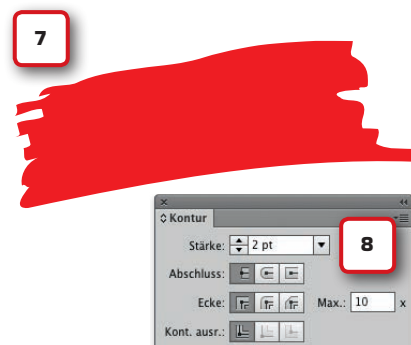 7
Kontur
8
Stärke: 2 pt
Abschluss:
Ecke: Max.: 10 x
Kont. ausr.: